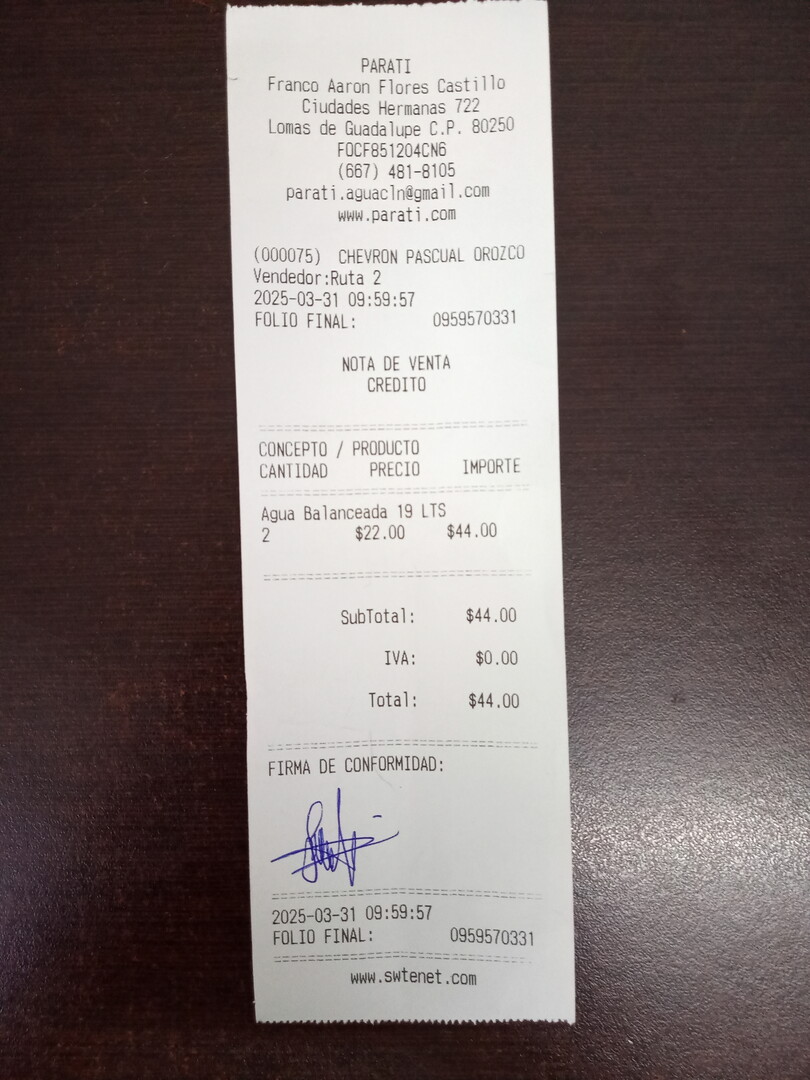 PARATI
Franco Aaron Flores Castillo
Ciudades Hermanas 722
Lomas de Guadalupe C.P. 80250
FOCF851204CN6
(667) 481-8105
parati.aguacln@gmail.com
www.parati.com
(000075) CHEVRON PASCUAL OROZCO
Vendedor:Ruta 2
2025-03-31 09:59:57
FOLIO FINAL: 0959570331
NOTA DE VENTA
CREDITO
CONCEPTO / PRODUCTO
CANTIDAD PRECIO IMPORTE
Agua Balanceada 19 LTS
2 $22.00 $44.00
SubTotal: $44.00
IVA: $0.00
Total: $44.00
FIRMA DE CONFORMIDAD:
2025-03-31 09:59:57
FOLIO FINAL: 0959570331
www.swtenet.com